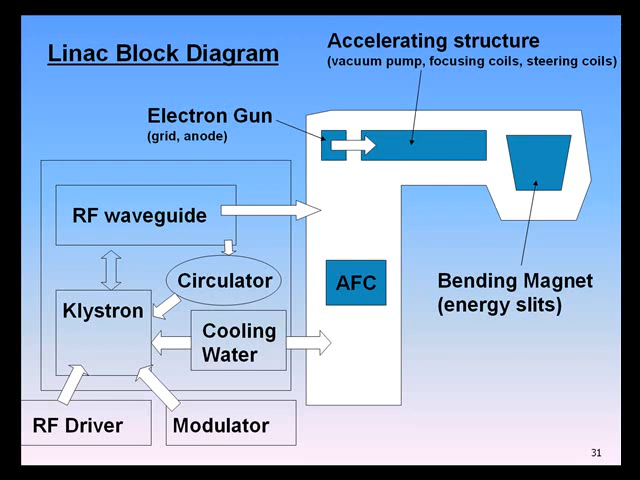 Linac Block Diagram
Accelerating structure
(vacuum pump, focusing coils, steering coils)
Electron Gun
(grid, anode)
RF waveguide
Circulator
AFC
Bending Magnet
(energy slits)
Klystron
Cooling
Water
RF Driver
Modulator
31